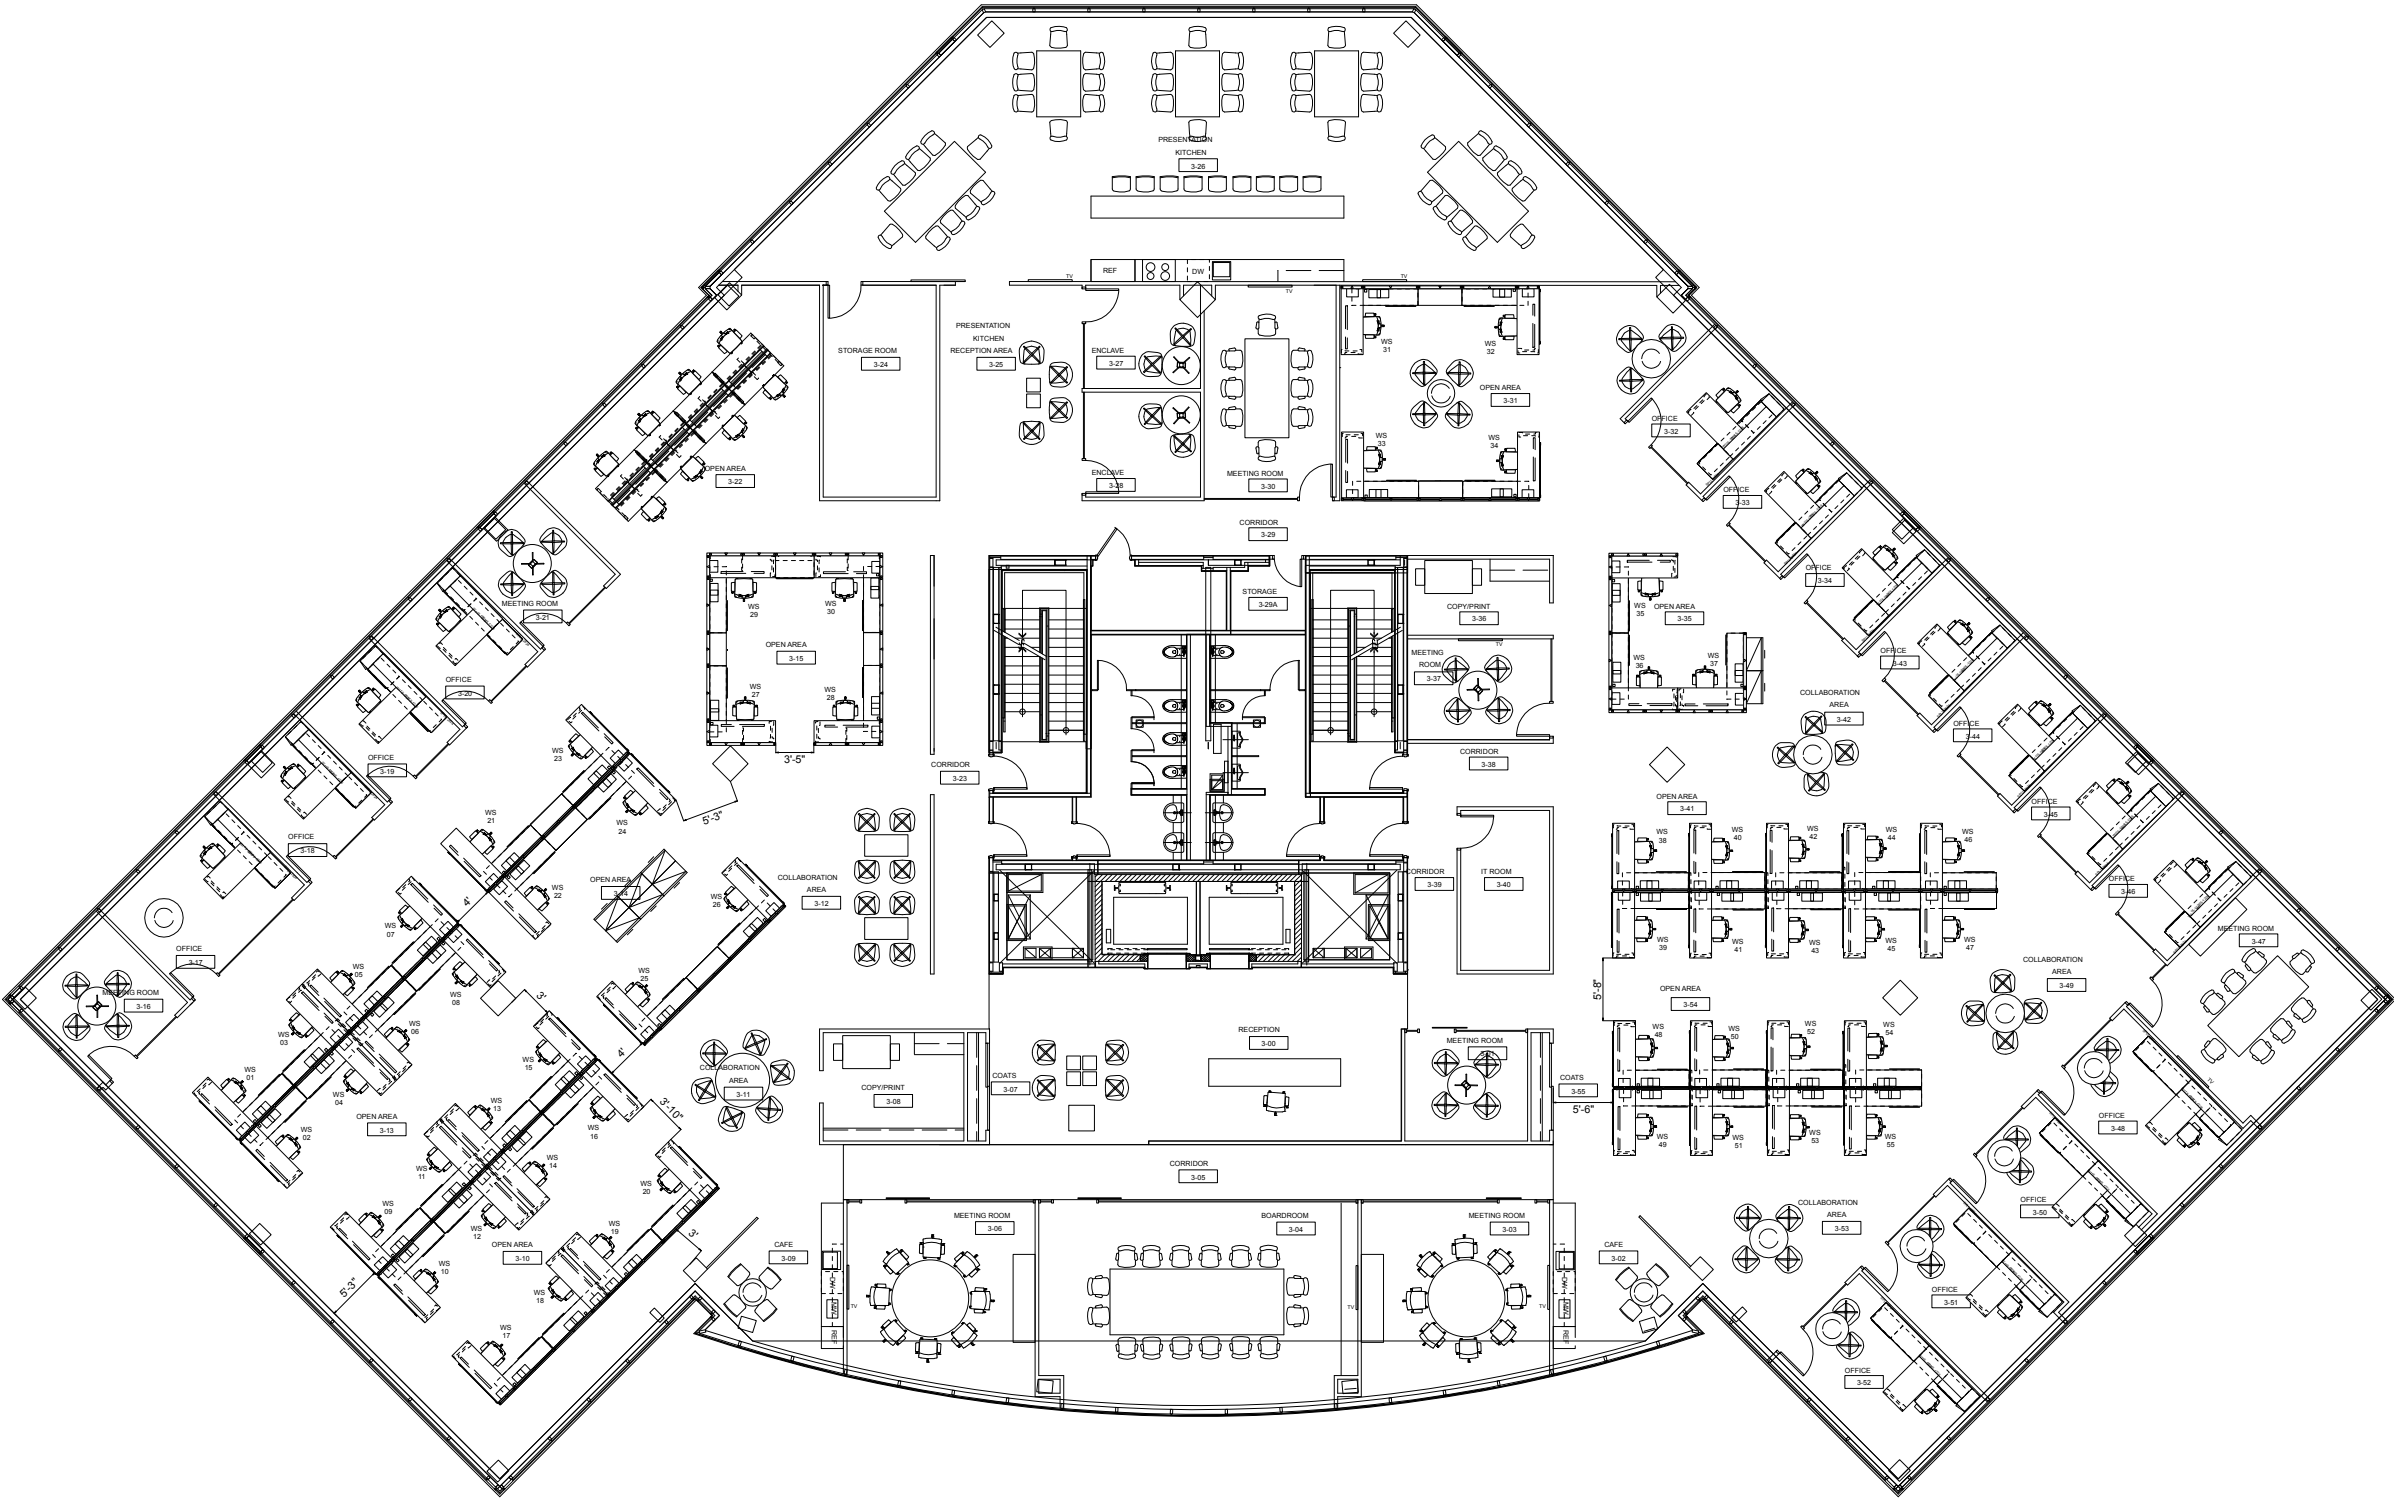 PRESENTATION
KITCHEN
3-26
REF
DW
TV
TV
TV
PRESENTATION
KITCHEN
RECEPTION AREA
3-25
STORAGE ROOM
3-24
ENCLAVE
3-27
ENCLAVE
3-28
MEETING ROOM
3-30
WS
31
WS
32
OPEN AREA
3-31
WS
33
WS
34
OFFICE
3-32
OFFICE
3-33
OFFICE
3-34
OPEN AREA
3-22
CORRIDOR
3-29
STORAGE
3-29A
COPY/PRINT
3-36
TV
MEETING
ROOM
3-37
CORRIDOR
3-38
WS
35
OPEN AREA
3-35
WS
36
WS
37
OFFICE
3-43
COLLABORATION
AREA
3-42
OFFICE
3-44
OFFICE
3-45
OFFICE
3-46
MEETING ROOM
3-21
OFFICE
3-20
OFFICE
3-19
OFFICE
3-18
OFFICE
3-17
MEETING ROOM
3-16
WS
29
WS
30
OPEN AREA
3-15
WS
27
WS
28
3'-5"
5'-3"
CORRIDOR
3-23
WS
23
WS
24
WS
21
WS
22
OPEN AREA
3-14
WS
26
WS
25
COLLABORATION
AREA
3-12
CORRIDOR
3-39
IT ROOM
3-40
OPEN AREA
3-41
WS
38
WS
40
WS
42
WS
44
WS
46
WS
39
WS
41
WS
43
WS
45
WS
47
MEETING ROOM
3-47
TV
COLLABORATION
AREA
3-49
5'-8"
OPEN AREA
3-54
WS
48
WS
50
WS
52
WS
54
WS
49
WS
51
WS
53
WS
55
4'
WS
07
WS
08
WS
05
WS
06
WS
03
WS
04
WS
01
WS
02
OPEN AREA
3-13
3'
4'
WS
15
WS
16
WS
13
WS
14
WS
11
WS
12
WS
09
WS
10
3'-10"
WS
20
WS
19
WS
18
WS
17
OPEN AREA
3-10
3'
5'-3"
COLLABORATION
AREA
3-11
COPY/PRINT
3-08
COATS
3-07
RECEPTION
3-00
MEETING ROOM
COATS
3-55
5'-6"
CORRIDOR
3-05
CAFE
3-09
DW
REF
MEETING ROOM
3-06
TV
BOARDROOM
3-04
TV
MEETING ROOM
3-03
TV
CAFE
3-02
DW
REF
COLLABORATION
AREA
3-53
OFFICE
3-48
OFFICE
3-50
OFFICE
3-51
OFFICE
3-52